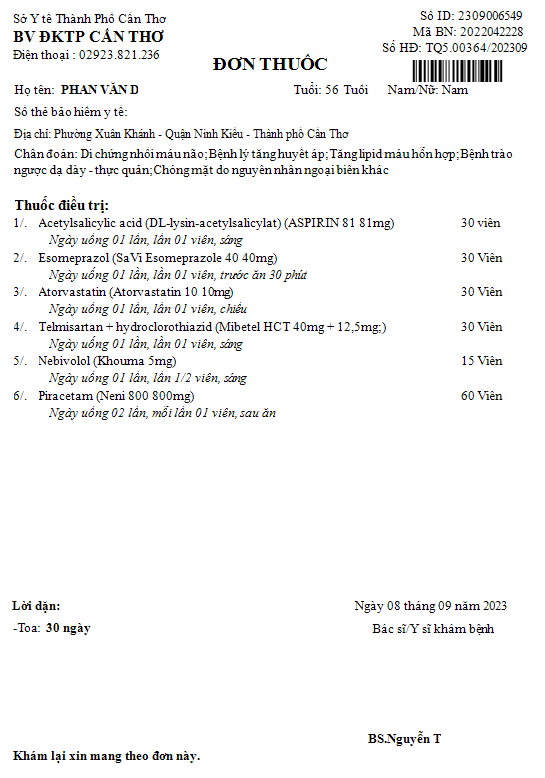 Sở Y tế Thành Phố Cần Thơ
BV ĐKTP CẦN THƠ
Điện thoại : 02923.821.236
Số ID: 2309006549
Mã BN: 2022042228
Số HĐ: TQ5.00364/202309
ĐƠN THUỐC
Họ tên: PHAN VĂN D Tuổi: 56 Tuổi Nam/Nữ: Nam
Số thẻ bảo hiểm y tế:
Địa chỉ: Phường Xuân Khánh - Quận Ninh Kiều - Thành phố Cần Thơ
Chẩn đoán: Di chứng nhồi máu não;Bệnh lý tăng huyết áp;Tăng lipid máu hỗn hợp;Bệnh trào
ngược dạ dày - thực quản;Chóng mặt do nguyên nhân ngoại biên khác
Thuốc điều trị:
1/. Acetylsalicylic acid (DL-lysin-acetylsalicylat) (ASPIRIN 81 81mg) 30 viên
Ngày uống 01 lần, lần 01 viên, sáng
2/. Esomeprazol (SaVi Esomeprazole 40 40mg) 30 Viên
Ngày uống 01 lần, lần 01 viên, trước ăn 30 phút
3/. Atorvastatin (Atorvastatin 10 10mg) 30 Viên
Ngày uống 01 lần, lần 01 viên, chiều
4/. Telmisartan + hydroclorothiazid (Mibetel HCT 40mg + 12,5mg;) 30 Viên
Ngày uống 01 lần, lần 01 viên, sáng
5/. Nebivolol (Khouma 5mg) 15 Viên
Ngày uống 01 lần, lần 1/2 viên, sáng
6/. Piracetam (Neni 800 800mg) 60 Viên
Ngày uống 02 lần, mỗi lần 01 viên, sau ăn
Lời dặn:
-Toa: 30 ngày
Ngày 08 tháng 09 năm 2023
Bác sĩ/Y sĩ khám bệnh
BS.Nguyễn T
Khám lại xin mang theo đơn này.